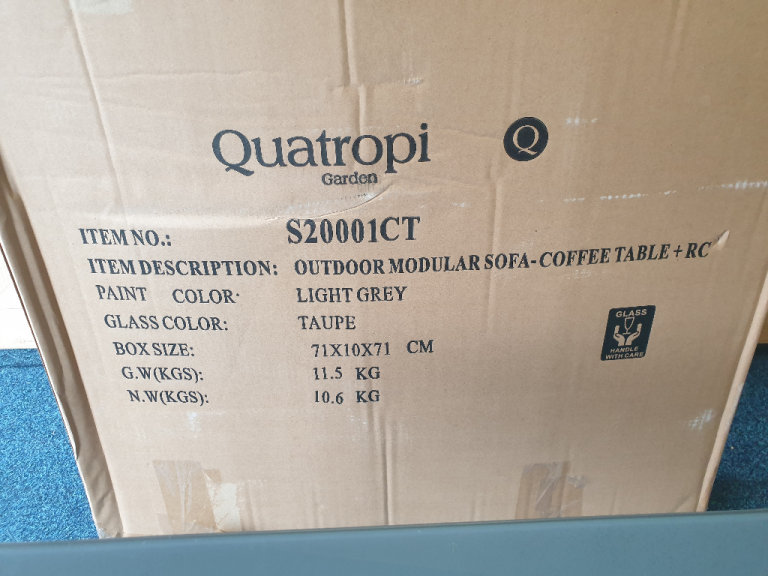 Quatropi Q
Garden
ITEM NO.: S20001CT
ITEM DESCRIPTION: OUTDOOR MODULAR SOFA-COFFEE TABLE + RC
PAINT COLOR: LIGHT GREY
GLASS COLOR: TAUPE
BOX SIZE: 71X10X71 CM
G.W(KGS): 11.5 KG
N.W(KGS): 10.6 KG
GLASS
HANDLE
WITH CARE